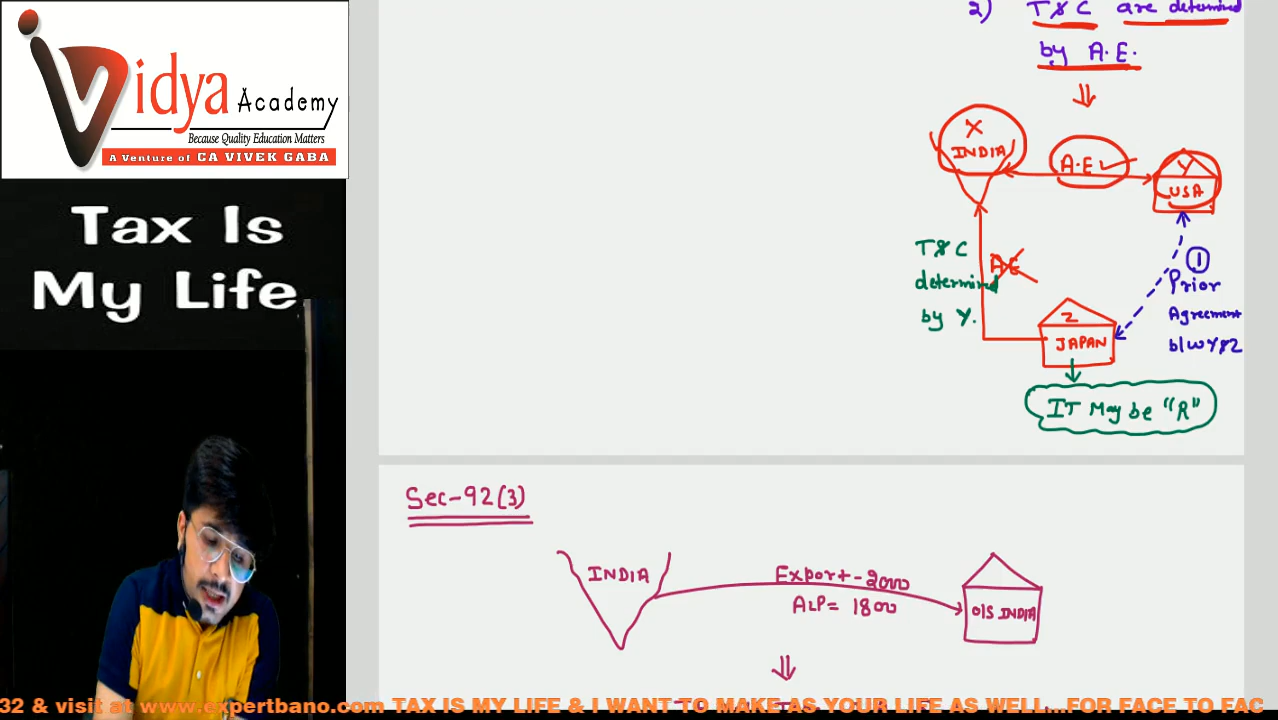 Vidya Academy
Because Quality Education Matters
A Venture of CA VIVEK GABA
Tax Is
My Life
2) T&C are determined
by A.E.
X
INDIA
A.E
Y
USA
T&C
determined
by Y.
A.E
1
Prior
Agreement
b/w Y&Z
Z
JAPAN
IT May be "R"
Sec-92(3)
INDIA
Export-2000
ALP= 1800
O/S INDIA
32 & visit at www.expertbano.com TAX IS MY LIFE & I WANT TO MAKE AS YOUR LIFE AS WELL...FOR FACE TO FAC